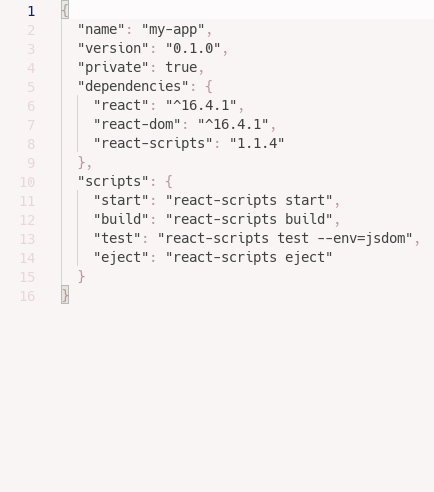 1 {
2   "name": "my-app",
3   "version": "0.1.0",
4   "private": true,
5   "dependencies": {
6     "react": "^16.4.1",
7     "react-dom": "^16.4.1",
8     "react-scripts": "1.1.4"
9   },
10   "scripts": {
11     "start": "react-scripts start",
12     "build": "react-scripts build",
13     "test": "react-scripts test --env=jsdom",
14     "eject": "react-scripts eject"
15   }
16 }